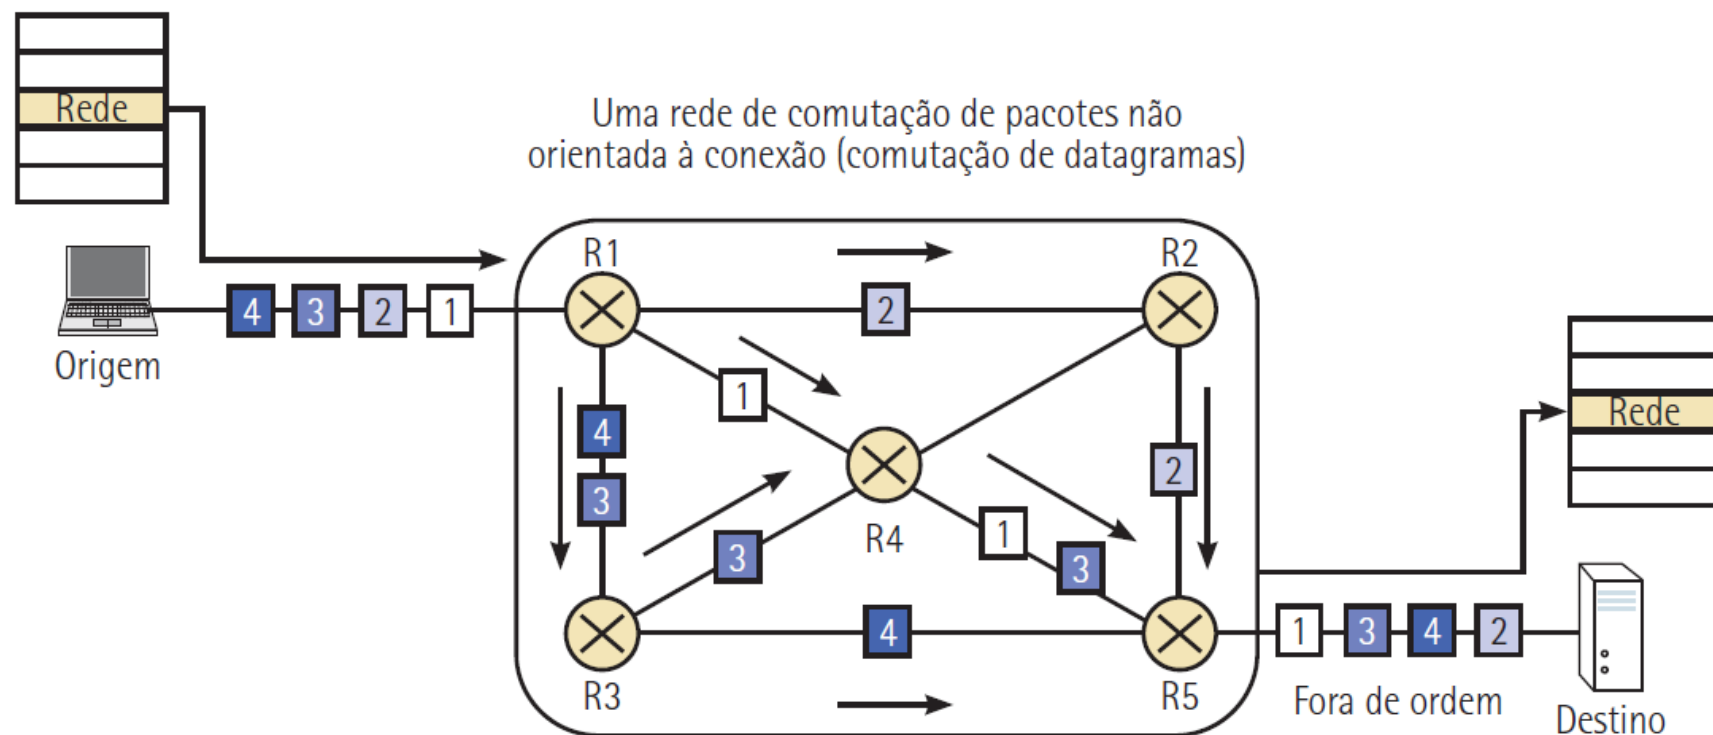 Rede
Uma rede de comutação de pacotes não
orientada à conexão (comutação de datagramas)
R1
R2
4 3 2 1
2
Origem
1
4
3
2
Rede
R4
1
3
3
4
1 3 4 2
R3
R5
Fora de ordem
Destino